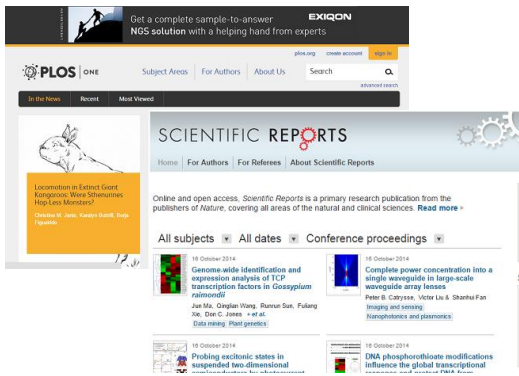 Get a complete sample-to-answer
NGS solution with a helping hand from experts
EXIQON
plos.org create account sign in
PLOS ONE
Subject Areas For Authors About Us Search
advanced search
In the News Recent Most Viewed
Locomotion in Extinct Giant
Kangaroos: Were Sthenurines
Hop-Less Monsters?
Christine M. Janis, Karalyn Buttrill, Borja
Figueirido
SCIENTIFIC REPORTS
Home For Authors For Referees About Scientific Reports
Online and open access, Scientific Reports is a primary research publication from the
publishers of Nature, covering all areas of the natural and clinical sciences. Read more »
All subjects All dates Conference proceedings
16 October 2014
Genome-wide identification and
expression analysis of TCP
transcription factors in Gossypium
raimondii
Jun Ma, Qinglian Wang, Runrun Sun, Fuliang
Xie, Don C. Jones + et al.
Data mining Plant genetics
16 October 2014
Complete power concentration into a
single waveguide in large-scale
waveguide array lenses
Peter B. Catrysse, Victor Liu & Shanhui Fan
Imaging and sensing
Nanophotonics and plasmonics
16 October 2014
Probing excitonic states in
suspended two-dimensional
semiconductors by photocurrent
16 October 2014
DNA phosphorothioate modifications
influence the global transcriptional
response and protect DNA from